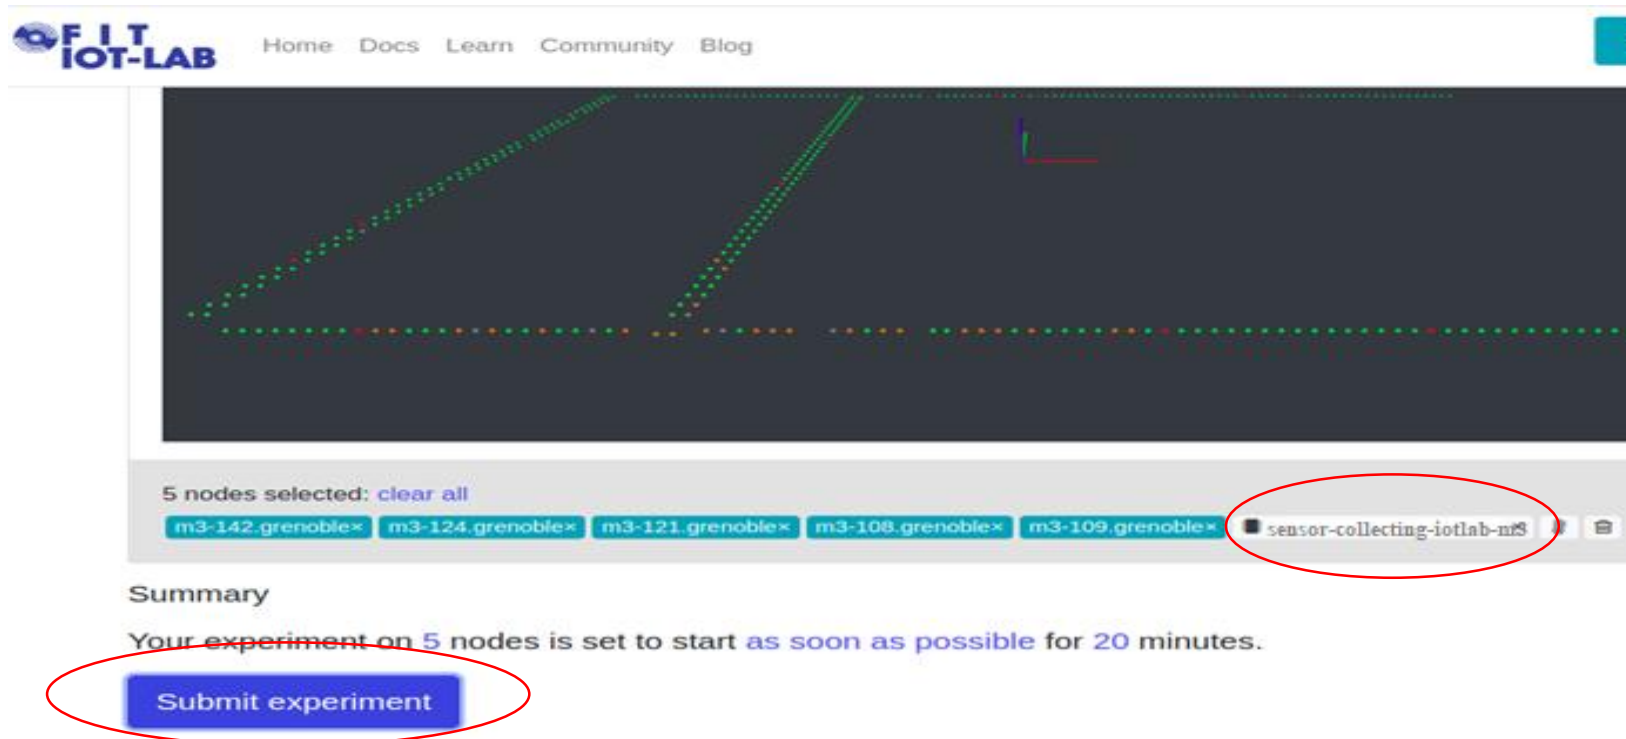 FIT
IOT-LAB
Home Docs Learn Community Blog
5 nodes selected: clear all
m3-142.grenoble× m3-124.grenoble× m3-121.grenoble× m3-108.grenoble× m3-109.grenoble× sensor-collecting-iotlab-m3
Summary
Your experiment on 5 nodes is set to start as soon as possible for 20 minutes.
Submit experiment